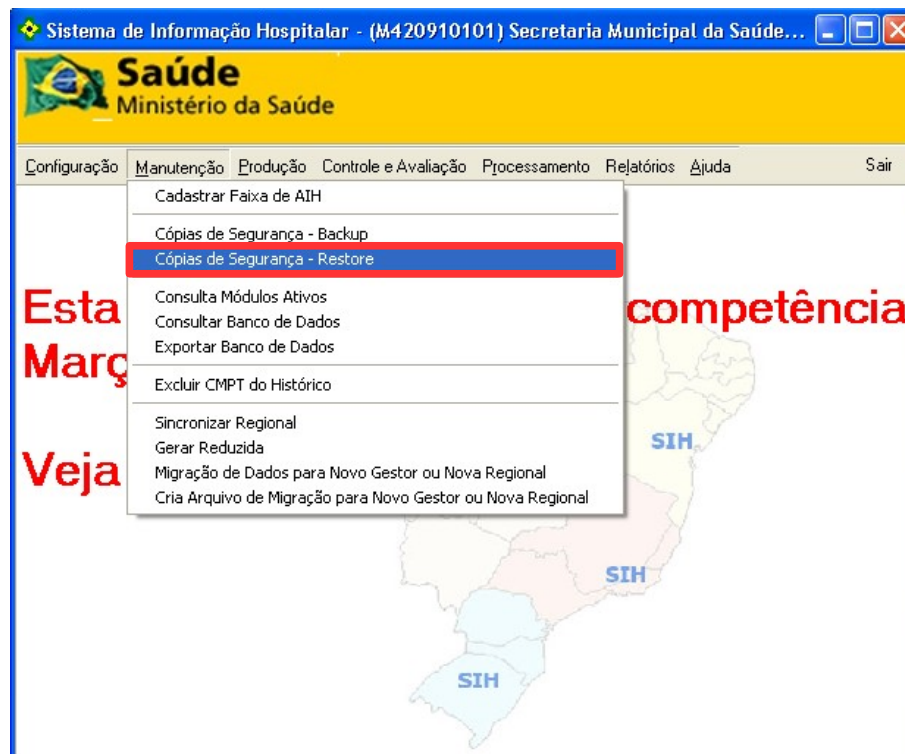 Sistema de Informação Hospitalar - (M420910101) Secretaria Municipal da Saúde...
Saúde
Ministério da Saúde
Configuração Manutenção Produção Controle e Avaliação Processamento Relatórios Ajuda Sair
Cadastrar Faixa de AIH
Cópias de Segurança - Backup
Cópias de Segurança - Restore
Consulta Módulos Ativos
Consultar Banco de Dados
Exportar Banco de Dados
Excluir CMPT do Histórico
Sincronizar Regional
Gerar Reduzida
Migração de Dados para Novo Gestor ou Nova Regional
Cria Arquivo de Migração para Novo Gestor ou Nova Regional
Esta competência
Març
Veja
SIH
SIH
SIH